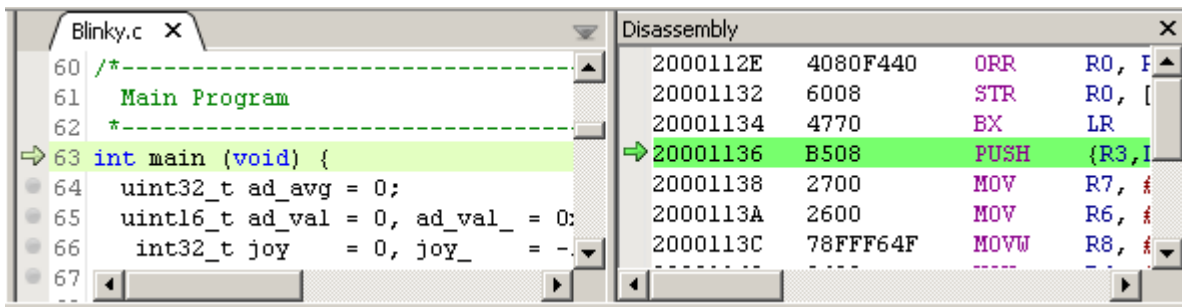 Blinky.c X
60 /*-----------------------------------
61   Main Program
62  *-----------------------------------
63 int main (void) {
64   uint32_t ad_avg = 0;
65   uint16_t ad_val = 0, ad_val_ = 0
66    int32_t joy    = 0, joy_   = -
67
Disassembly X
2000112E 4080F440 ORR R0,
20001132 6008 STR R0, [
20001134 4770 BX LR
20001136 B508 PUSH {R3,
20001138 2700 MOV R7,
2000113A 2600 MOV R6,
2000113C 78FFF64F MOVW R8,